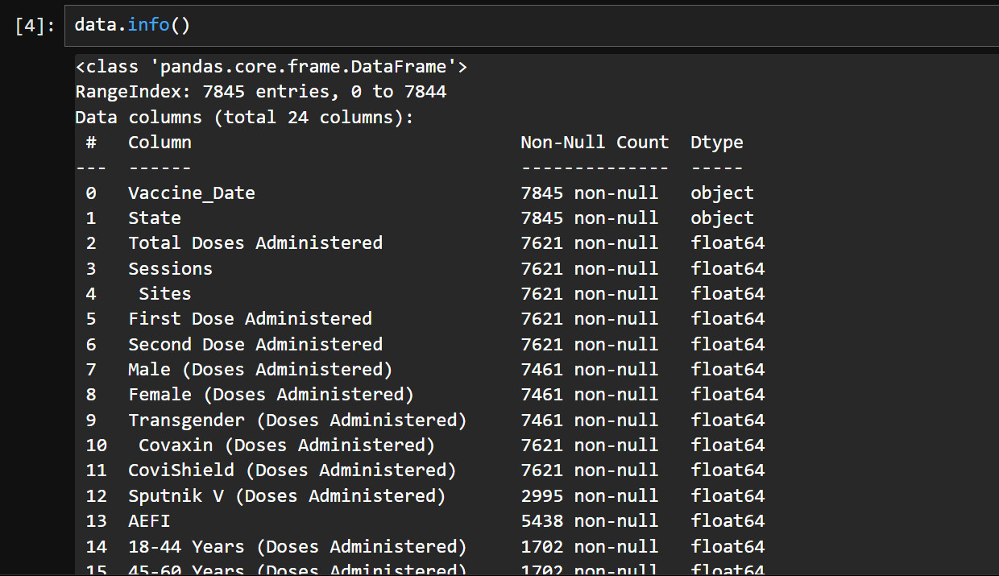 [4]: data.info()
<class 'pandas.core.frame.DataFrame'>
RangeIndex: 7845 entries, 0 to 7844
Data columns (total 24 columns):
 #   Column                               Non-Null Count  Dtype
---  ------                               --------------  -----
 0   Vaccine_Date                         7845 non-null   object
 1   State                                7845 non-null   object
 2   Total Doses Administered             7621 non-null   float64
 3   Sessions                             7621 non-null   float64
 4    Sites                               7621 non-null   float64
 5   First Dose Administered              7621 non-null   float64
 6   Second Dose Administered             7621 non-null   float64
 7   Male (Doses Administered)            7461 non-null   float64
 8   Female (Doses Administered)          7461 non-null   float64
 9   Transgender (Doses Administered)     7461 non-null   float64
 10   Covaxin (Doses Administered)        7621 non-null   float64
 11  CoviShield (Doses Administered)      7621 non-null   float64
 12  Sputnik V (Doses Administered)       2995 non-null   float64
 13  AEFI                                 5438 non-null   float64
 14  18-44 Years (Doses Administered)     1702 non-null   float64
 15  45-60 Years (Doses Administered)     1702 non-null   float64